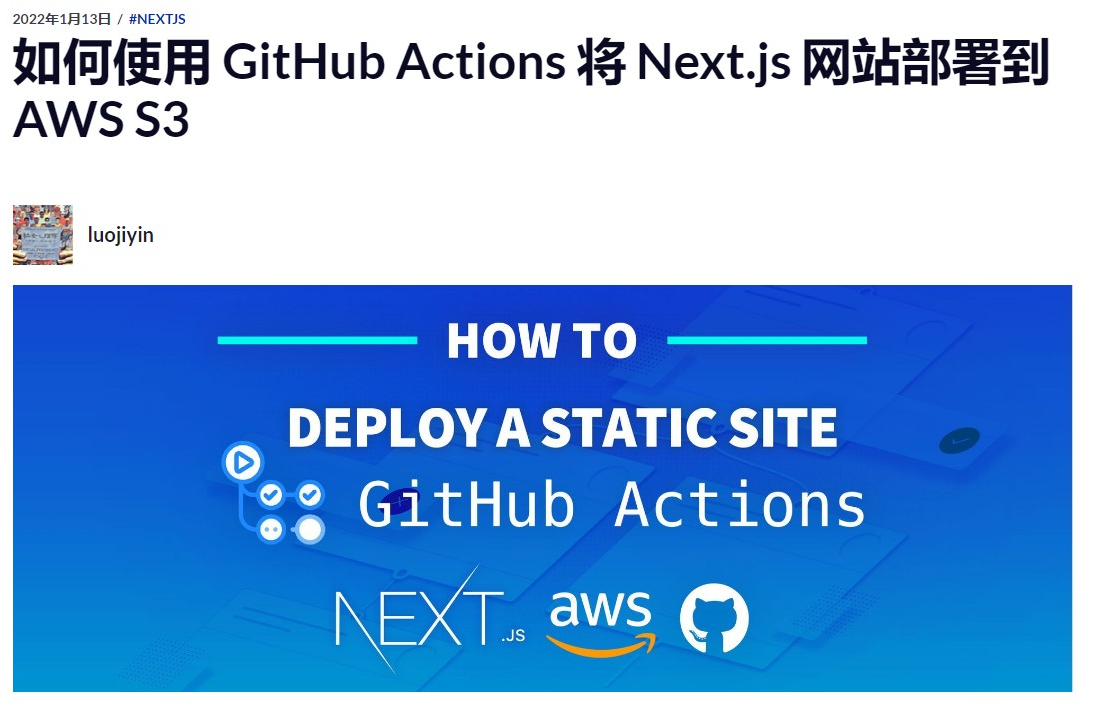 2022年1月13日 / #NEXTJS
如何使用 GitHub Actions 将 Next.js 网站部署到
AWS S3
luojiyin
HOW TO
DEPLOY A STATIC SITE
GitHub Actions
NEXT.JS aws